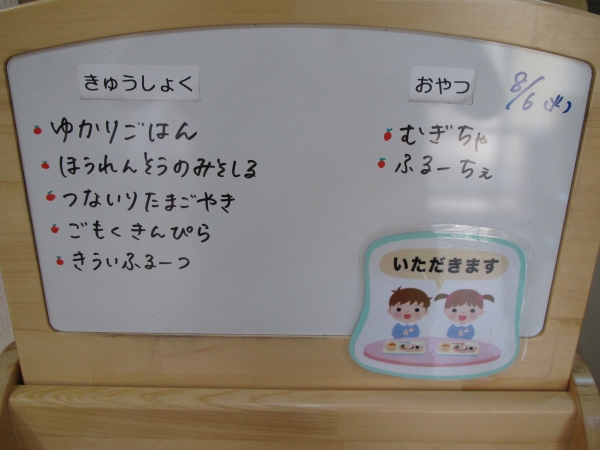 きゅうしょく
ゆかりごはん
ほうれんそうのみそしる
つないりたまごやき
ごもくきんぴら
きういふるーつ
おやつ
8/6(水)
むぎちゃ
ふるーちぇ
いただきます